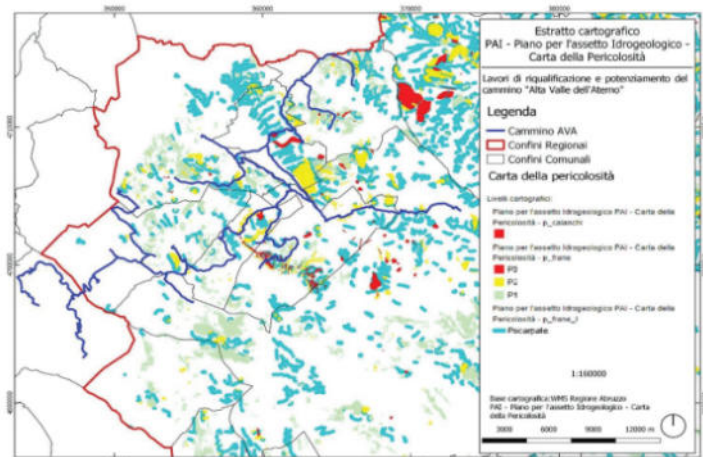 350000 360000 370000 380000
Estratto cartografico
PAI - Piano per l'assetto Idrogeologico -
Carta della Pericolosità
Lavori di riqualificazione e potenziamento del
cammino "Alta Valle dell'Aterno"
Legenda
Cammino AVA
Confini Regionai
Confini Comunali
Carta della pericolosità
Livelli cartografici:
Piano per l'assetto Idrogeologico PAI - Carta della
Pericolosità - p_calanchi
Piano per l'assetto Idrogeologico PAI - Carta della
Pericolosità - p_frane
P3
P2
P1
Piano per l'assetto Idrogeologico PAI - Carta della
Pericolosità - p_frane_l
Pscarpate
1:160000
Base cartografica: WMS Regione Abruzzo
PAI - Piano per l'assetto Idrogeologico - Carta
della Pericolosità
3000 6000 9000 12000 m